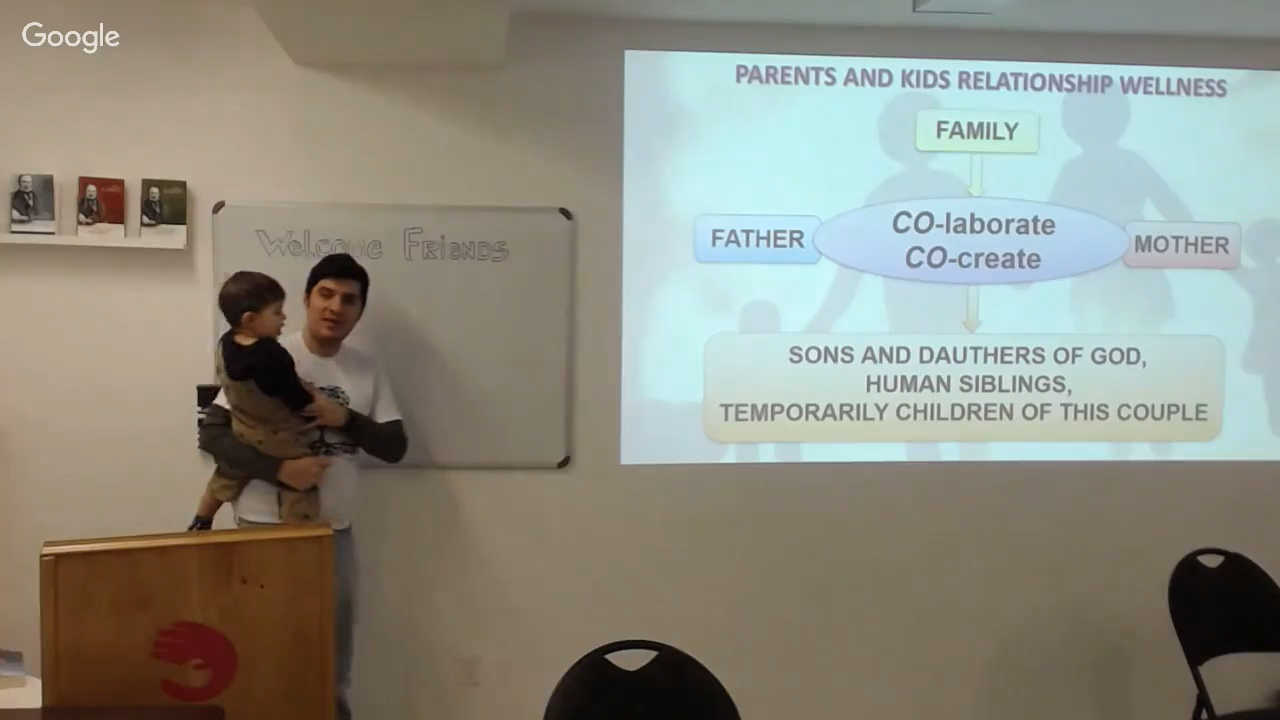 Google
PARENTS AND KIDS RELATIONSHIP WELLNESS
FAMILY
Welcome Friends
FATHER
CO-laborate
CO-create
MOTHER
SONS AND DAUTHERS OF GOD,
HUMAN SIBLINGS,
TEMPORARILY CHILDREN OF THIS COUPLE